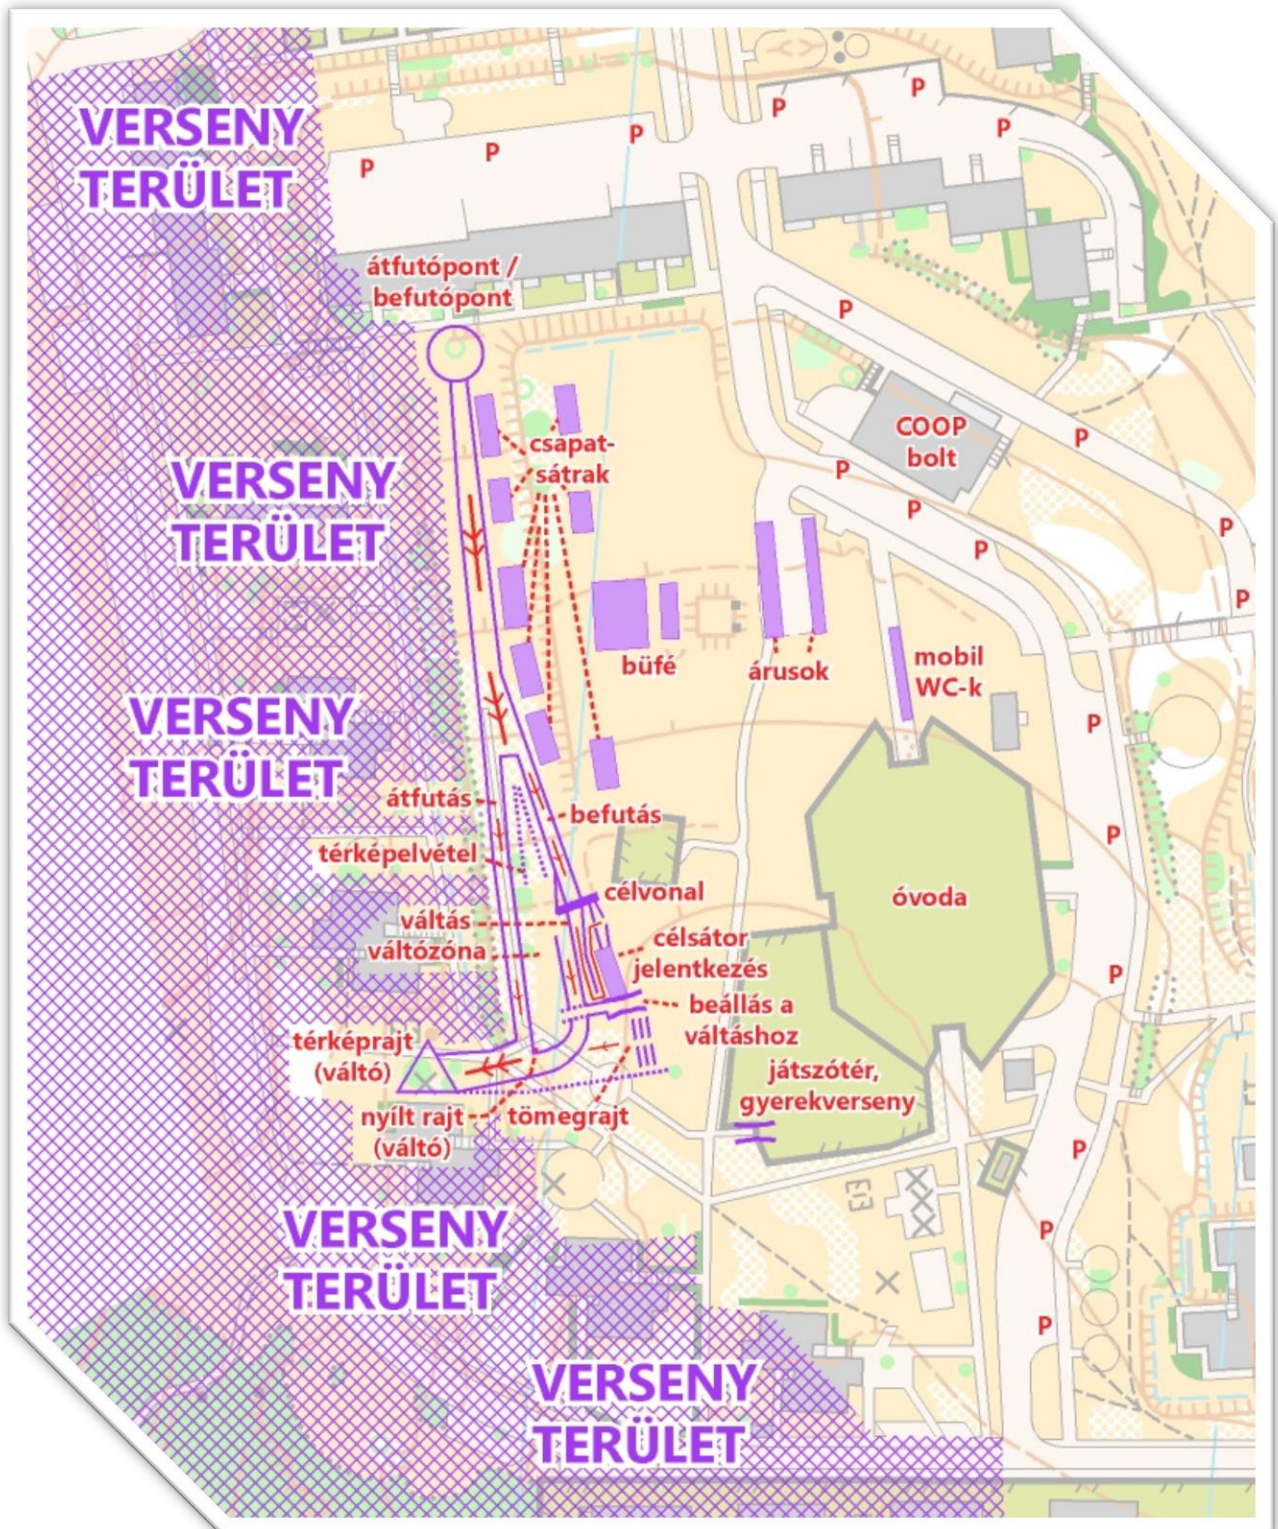 P
P
P
P
P
P
VERSENY
TERÜLET
átfutópont /
befutópont
P
COOP
bolt
P
P
P
csapat-
sátrak
VERSENY
TERÜLET
P
P
P
büfé
árusok
mobil
WC-k
VERSENY
TERÜLET
P
átfutás
befutás
P
térképelvétel
célvonal
óvoda
váltás
váltózóna
célsátor
jelentkezés
P
beállás a
váltáshoz
térképrajt
(váltó)
játszótér,
gyerekverseny
nyílt rajt
(váltó)
tömegrajt
P
VERSENY
TERÜLET
P
P
VERSENY
TERÜLET